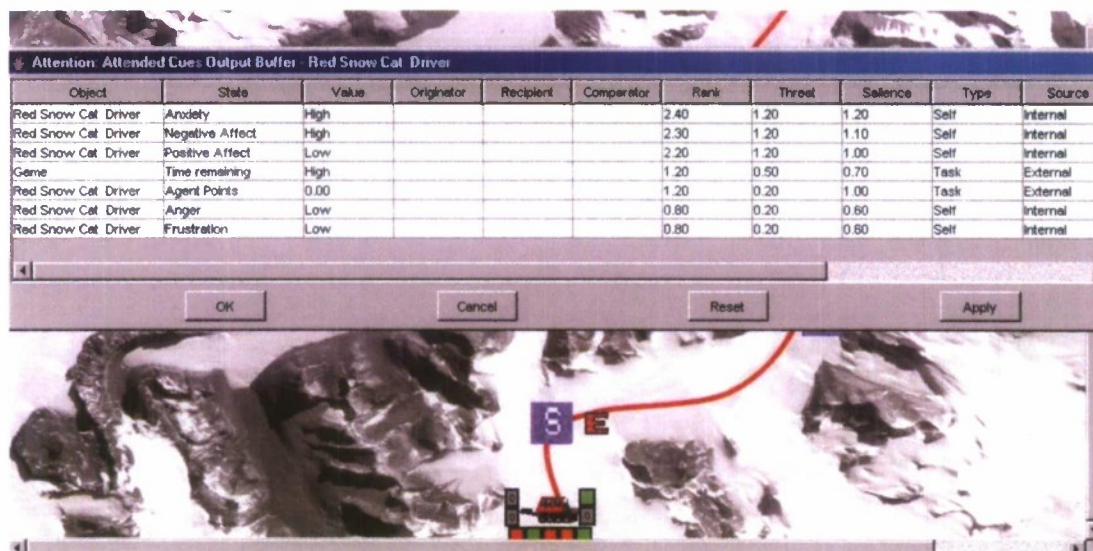 Attention: Attended Cues Output Buffer - Red Snow Cat Driver
Object State Value Originator Recipient Comparator Rank Threat Salience Type Source
Red Snow Cat Driver Anxiety High 2.40 1.20 1.20 Self Internal
Red Snow Cat Driver Negative Affect High 2.30 1.20 1.10 Self Internal
Red Snow Cat Driver Positive Affect Low 2.20 1.20 1.00 Self Internal
Game Time remaining High 1.20 0.50 0.70 Task External
Red Snow Cat Driver Agent Points 0.00 1.20 0.20 1.00 Task External
Red Snow Cat Driver Anger Low 0.80 0.20 0.60 Self Internal
Red Snow Cat Driver Frustration Low 0.80 0.20 0.60 Self Internal
OK Cancel Reset Apply
S E
0
0 0